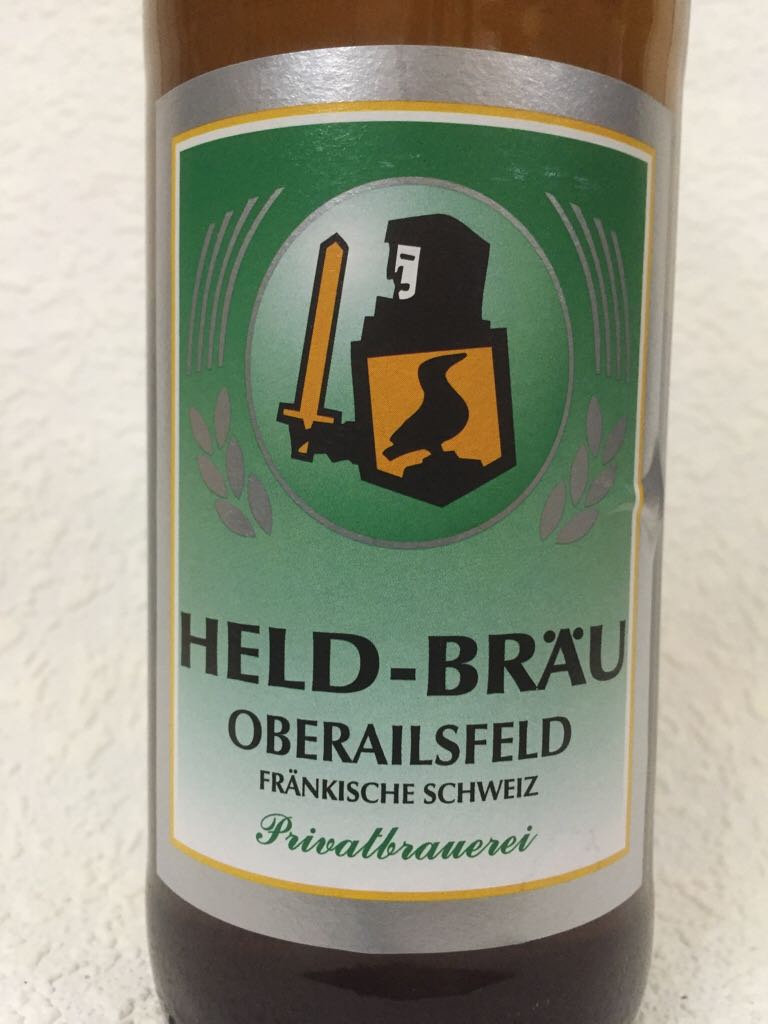 HELD-BRÄU
OBERAILSFELD
FRÄNKISCHE SCHWEIZ
Privatbrauerei